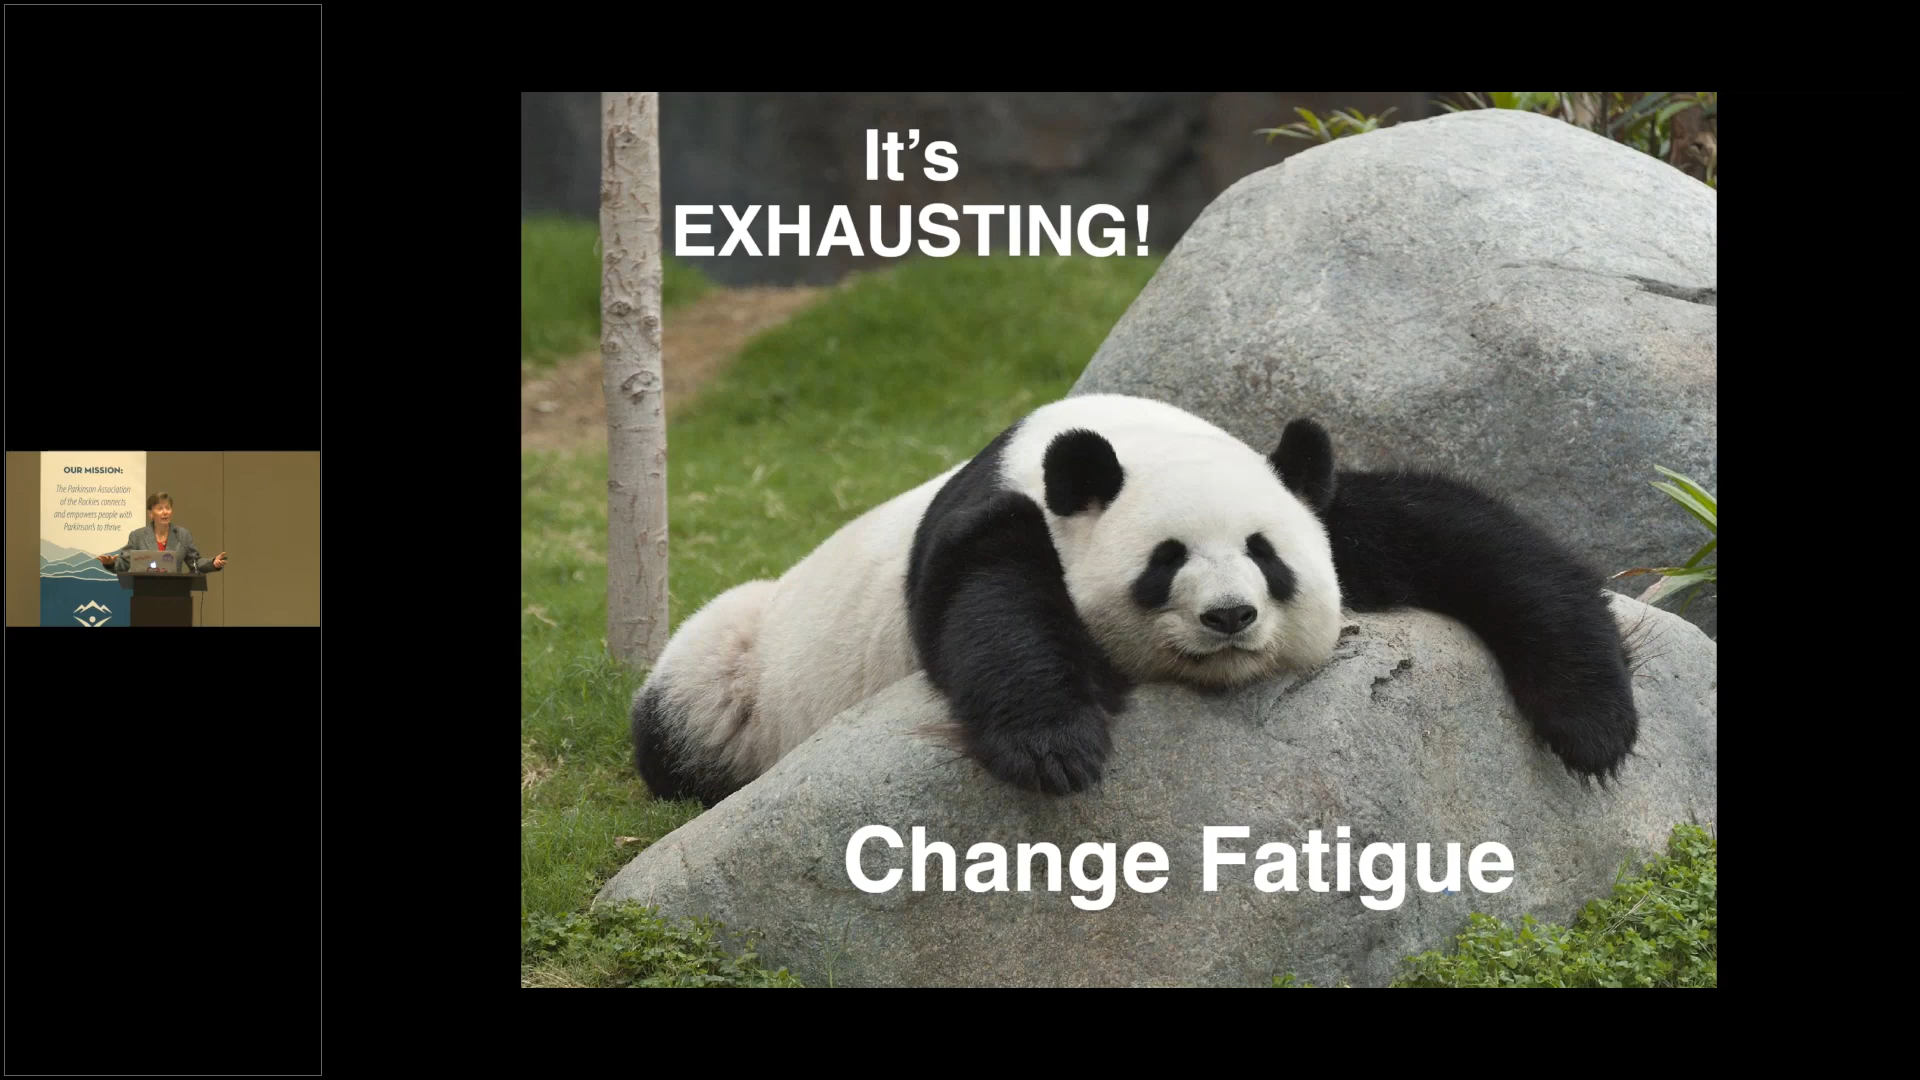 OUR MISSION:
The Parkinson Association
of the Rockies connects
and empowers people with
Parkinson's to thrive.
It’s
EXHAUSTING!
Change Fatigue